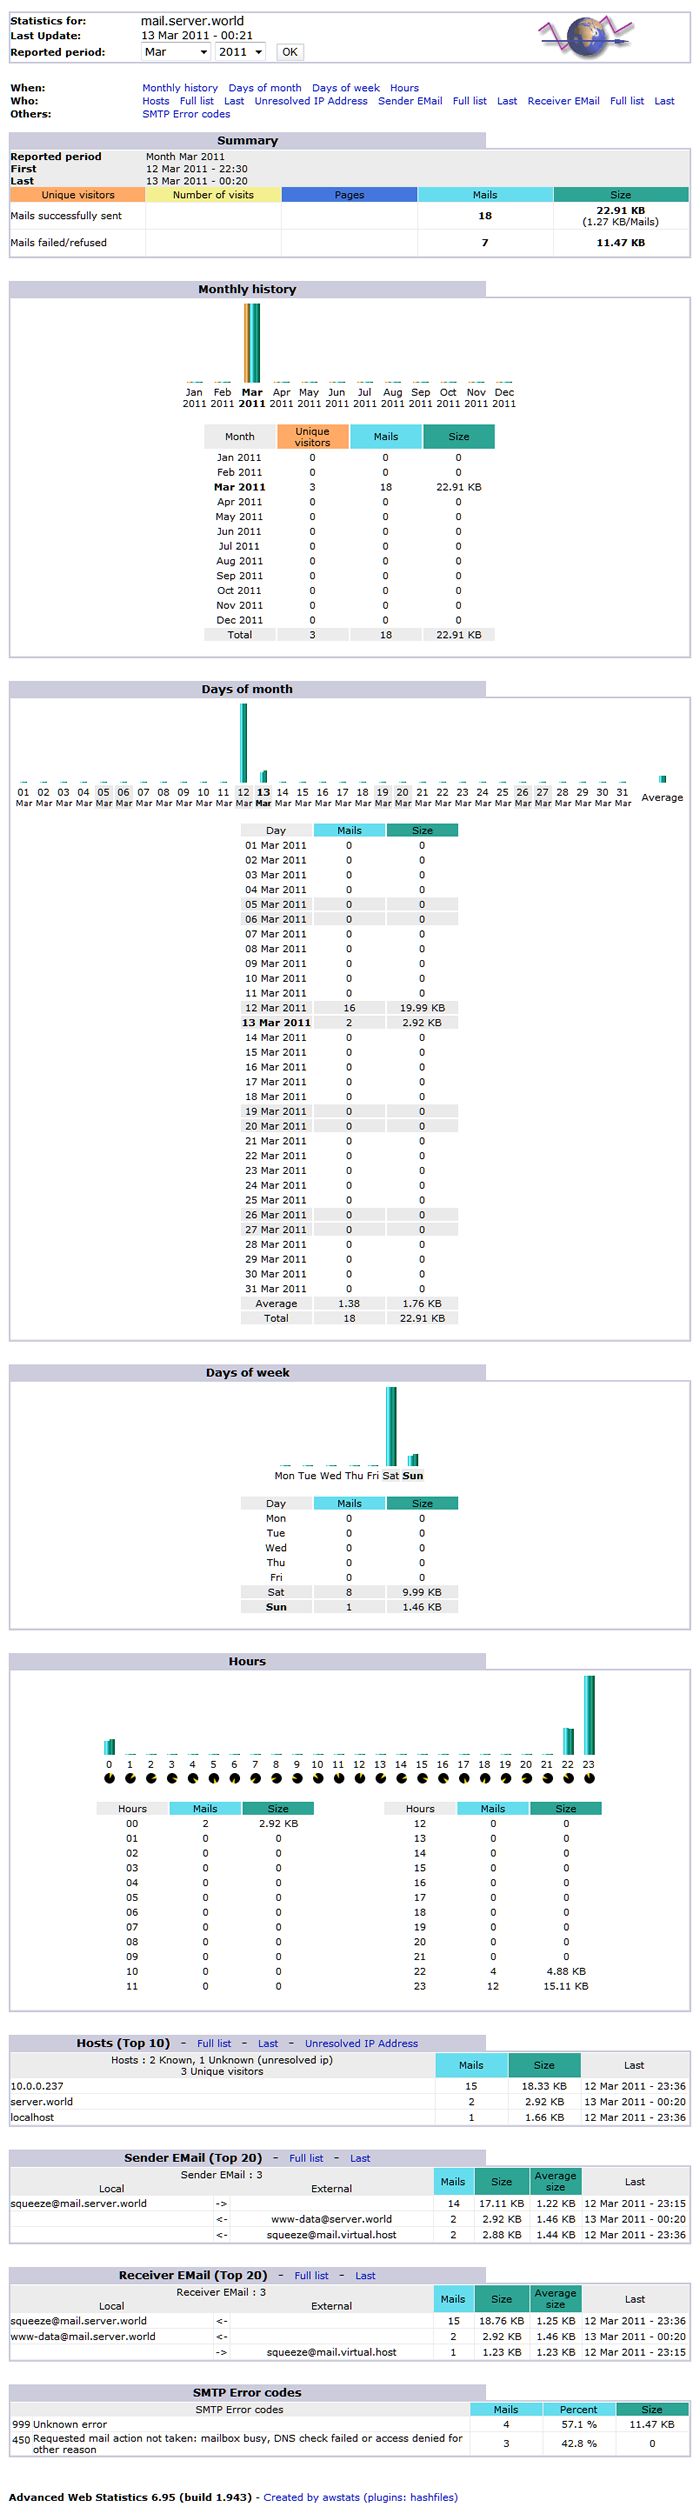 Statistics for: mail.server.world
Last Update: 13 Mar 2011 - 00:21
Reported period: Mar 2011 OK
When: Monthly history Days of month Days of week Hours
Who: Hosts Full list Last Unresolved IP Address Sender EMail Full list Last Receiver EMail Full list Last
Others: SMTP Error codes
Summary
Reported period Month Mar 2011
First 12 Mar 2011 - 22:30
Last 13 Mar 2011 - 00:20
Unique visitors Number of visits Pages Mails Size
Mails successfully sent 18 22.91 KB
(1.27 KB/Mails)
Mails failed/refused 7 11.47 KB
Monthly history
Jan Feb Mar Apr May Jun Jul Aug Sep Oct Nov Dec
2011 2011 2011 2011 2011 2011 2011 2011 2011 2011 2011 2011
Month Unique visitors Mails Size
Jan 2011 0 0 0
Feb 2011 0 0 0
Mar 2011 3 18 22.91 KB
Apr 2011 0 0 0
May 2011 0 0 0
Jun 2011 0 0 0
Jul 2011 0 0 0
Aug 2011 0 0 0
Sep 2011 0 0 0
Oct 2011 0 0 0
Nov 2011 0 0 0
Dec 2011 0 0 0
Total 3 18 22.91 KB
Days of month
01 02 03 04 05 06 07 08 09 10 11 12 13 14 15 16 17 18 19 20 21 22 23 24 25 26 27 28 29 30 31
Mar Mar Mar Mar Mar Mar Mar Mar Mar Mar Mar Mar Mar Mar Mar Mar Mar Mar Mar Mar Mar Mar Mar Mar Mar Mar Mar Mar Mar Mar Mar Average
Day Mails Size
01 Mar 2011 0 0
02 Mar 2011 0 0
03 Mar 2011 0 0
04 Mar 2011 0 0
05 Mar 2011 0 0
06 Mar 2011 0 0
07 Mar 2011 0 0
08 Mar 2011 0 0
09 Mar 2011 0 0
10 Mar 2011 0 0
11 Mar 2011 0 0
12 Mar 2011 16 19.99 KB
13 Mar 2011 2 2.92 KB
14 Mar 2011 0 0
15 Mar 2011 0 0
16 Mar 2011 0 0
17 Mar 2011 0 0
18 Mar 2011 0 0
19 Mar 2011 0 0
20 Mar 2011 0 0
21 Mar 2011 0 0
22 Mar 2011 0 0
23 Mar 2011 0 0
24 Mar 2011 0 0
25 Mar 2011 0 0
26 Mar 2011 0 0
27 Mar 2011 0 0
28 Mar 2011 0 0
29 Mar 2011 0 0
30 Mar 2011 0 0
31 Mar 2011 0 0
Average 1.38 1.76 KB
Total 18 22.91 KB
Days of week
Mon Tue Wed Thu Fri Sat Sun
Day Mails Size
Mon 0 0
Tue 0 0
Wed 0 0
Thu 0 0
Fri 0 0
Sat 8 9.99 KB
Sun 1 1.46 KB
Hours
0 1 2 3 4 5 6 7 8 9 10 11 12 13 14 15 16 17 18 19 20 21 22 23
Hours Mails Size Hours Mails Size
00 2 2.92 KB 12 0 0
01 0 0 13 0 0
02 0 0 14 0 0
03 0 0 15 0 0
04 0 0 16 0 0
05 0 0 17 0 0
06 0 0 18 0 0
07 0 0 19 0 0
08 0 0 20 0 0
09 0 0 21 0 0
10 0 0 22 4 4.88 KB
11 0 0 23 12 15.11 KB
Hosts (Top 10) - Full list - Last - Unresolved IP Address
Hosts : 2 Known, 1 Unknown (unresolved ip)
3 Unique visitors Mails Size Last
10.0.0.237 15 18.33 KB 12 Mar 2011 - 23:36
server.world 2 2.92 KB 13 Mar 2011 - 00:20
localhost 1 1.66 KB 12 Mar 2011 - 23:36
Sender EMail (Top 20) - Full list - Last
Sender EMail : 3
Local External Mails Size Average size Last
squeeze@mail.server.world -> 14 17.11 KB 1.22 KB 12 Mar 2011 - 23:15
<- www-data@server.world 2 2.92 KB 1.46 KB 13 Mar 2011 - 00:20
<- squeeze@mail.virtual.host 2 2.88 KB 1.44 KB 12 Mar 2011 - 23:36
Receiver EMail (Top 20) - Full list - Last
Receiver EMail : 3
Local External Mails Size Average size Last
squeeze@mail.server.world <- 15 18.76 KB 1.25 KB 12 Mar 2011 - 23:36
www-data@mail.server.world <- 2 2.92 KB 1.46 KB 13 Mar 2011 - 00:20
-> squeeze@mail.virtual.host 1 1.23 KB 1.23 KB 12 Mar 2011 - 23:15
SMTP Error codes
SMTP Error codes Mails Percent Size
999 Unknown error 4 57.1 % 11.47 KB
450 Requested mail action not taken: mailbox busy, DNS check failed or access denied for
other reason 3 42.8 % 0
Advanced Web Statistics 6.95 (build 1.943) - Created by awstats (plugins: hashfiles)